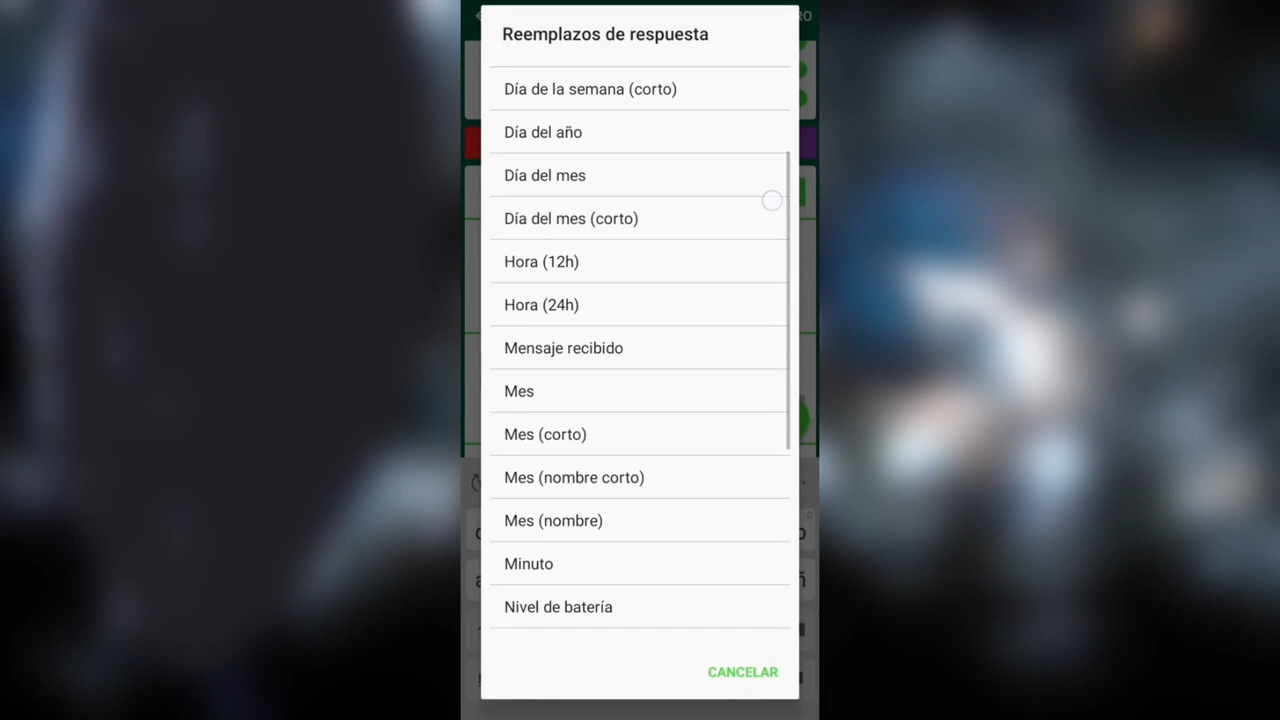 Reemplazos de respuesta
Día de la semana (corto)
Día del año
Día del mes
Día del mes (corto)
Hora (12h)
Hora (24h)
Mensaje recibido
Mes
Mes (corto)
Mes (nombre corto)
Mes (nombre)
Minuto
Nivel de batería
CANCELAR